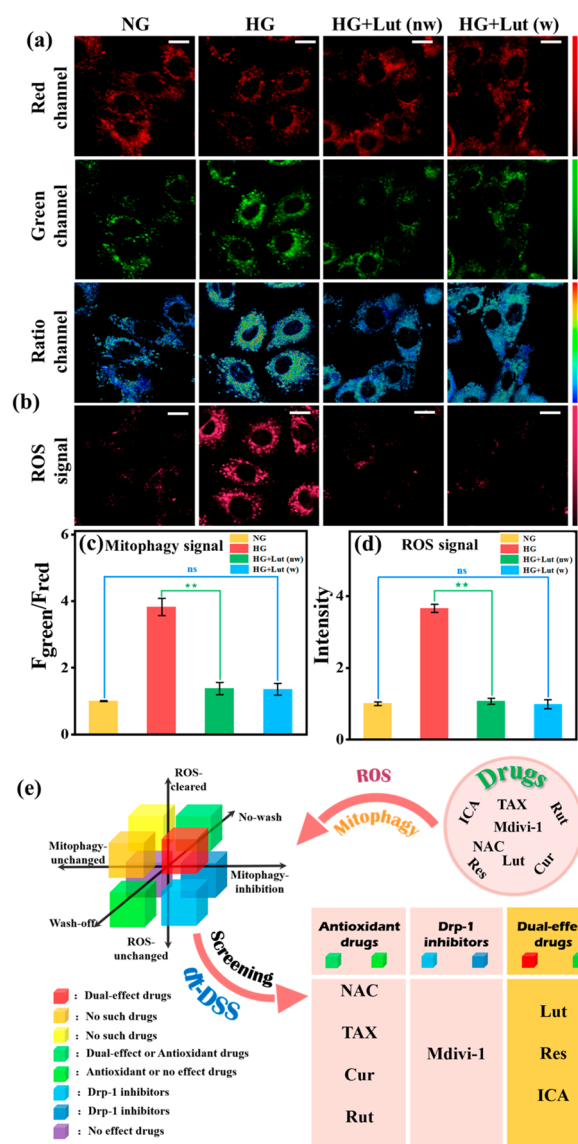 NG HG HG+Lut (nw) HG+Lut (w)
(a)
Red
channel
Green
channel
Ratio
channel
(b)
ROS
signal
(c) Mitophagy signal
NG
HG
HG+Lut (nw)
HG+Lut (w)
ns
**
Fgreen/Fred
6
4
2
0
(d) ROS signal
NG
HG
HG+Lut (nw)
HG+Lut (w)
ns
**
Intensity
4
2
0
(e)
ROS-
cleared
No-wash
Mitophagy-
unchanged
Mitophagy-
inhibition
Wash-off
ROS-
unchanged
ROS
Mitophagy
Drugs
ICA TAX Rut
Mdivi-1
NAC
Res Lut Cur
Screening
dt-DSS
: Dual-effect drugs
: No such drugs
: No such drugs
: Dual-effect or Antioxidant drugs
: Antioxidant or no effect drugs
: Drp-1 inhibitors
: Drp-1 inhibitors
: No effect drugs
Antioxidant
drugs
NAC
TAX
Cur
Rut
Drp-1
inhibitors
Mdivi-1
Dual-effe
drugs
Lut
Res
ICA